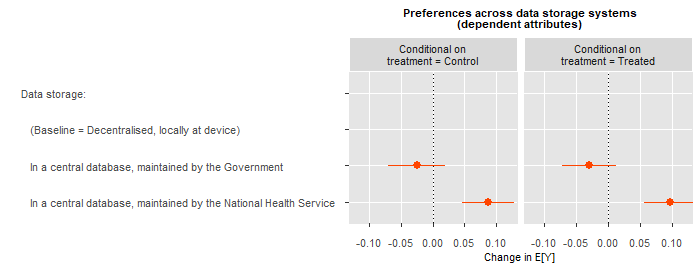 Preferences across data storage systems
(dependent attributes)
Conditional on
treatment = Control
Conditional on
treatment = Treated
Data storage:
(Baseline = Decentralised, locally at device)
In a central database, maintained by the Government
In a central database, maintained by the National Health Service
-0.10 -0.05 0.00 0.05 0.10
-0.10 -0.05 0.00 0.05 0.10
Change in E[Y]